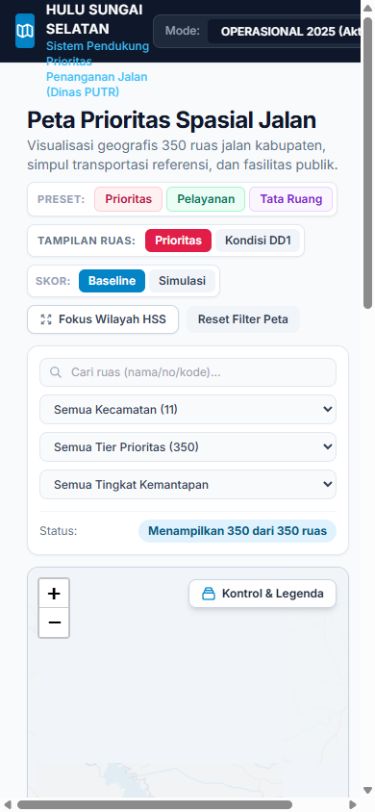 HULU SUNGAI
SELATAN
Sistem Pendukung
Prioritas
Penanganan Jalan
(Dinas PUTR)
Mode: OPERASIONAL 2025 (Akt
Peta Prioritas Spasial Jalan
Visualisasi geografis 350 ruas jalan kabupaten,
simpul transportasi referensi, dan fasilitas publik.
PRESET: Prioritas Pelayanan Tata Ruang
TAMPILAN RUAS: Prioritas Kondisi DD1
SKOR: Baseline Simulasi
Fokus Wilayah HSS Reset Filter Peta
Cari ruas (nama/no/kode)...
Semua Kecamatan (11)
Semua Tier Prioritas (350)
Semua Tingkat Kemantapan
Status: Menampilkan 350 dari 350 ruas
+
−
Kontrol & Legenda